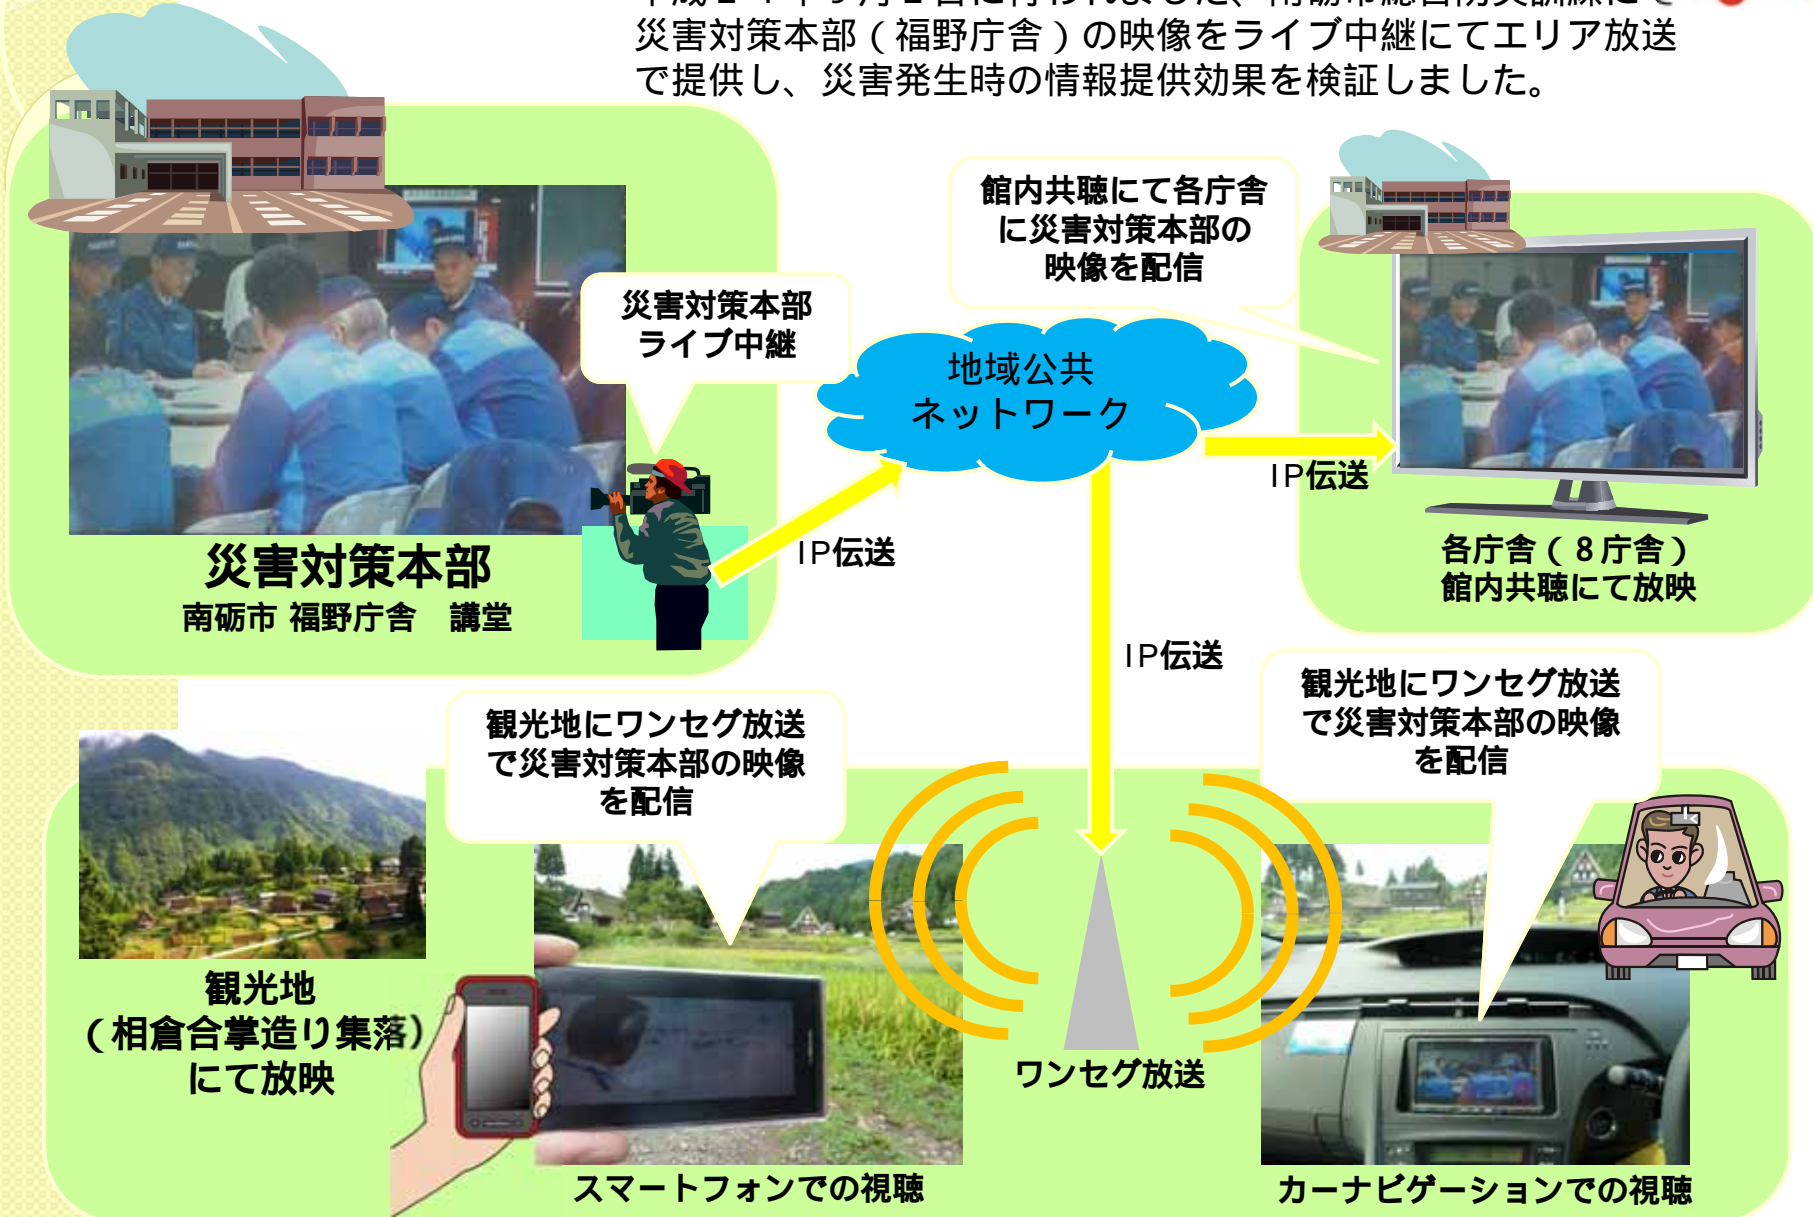 災害対策本部（福野庁舎）の映像をライブ中継にてエリア放送
で提供し、災害発生時の情報提供効果を検証しました。
館内共聴にて各庁舎
に災害対策本部の
映像を配信
災害対策本部
ライブ中継
地域公共
ネットワーク
IP伝送
IP伝送
災害対策本部
南砺市 福野庁舎　講堂
各庁舎（８庁舎）
館内共聴にて放映
IP伝送
観光地にワンセグ放送
で災害対策本部の映像
を配信
観光地にワンセグ放送
で災害対策本部の映像
を配信
観光地
（相倉合掌造り集落）
にて放映
ワンセグ放送
スマートフォンでの視聴
カーナビゲーションでの視聴